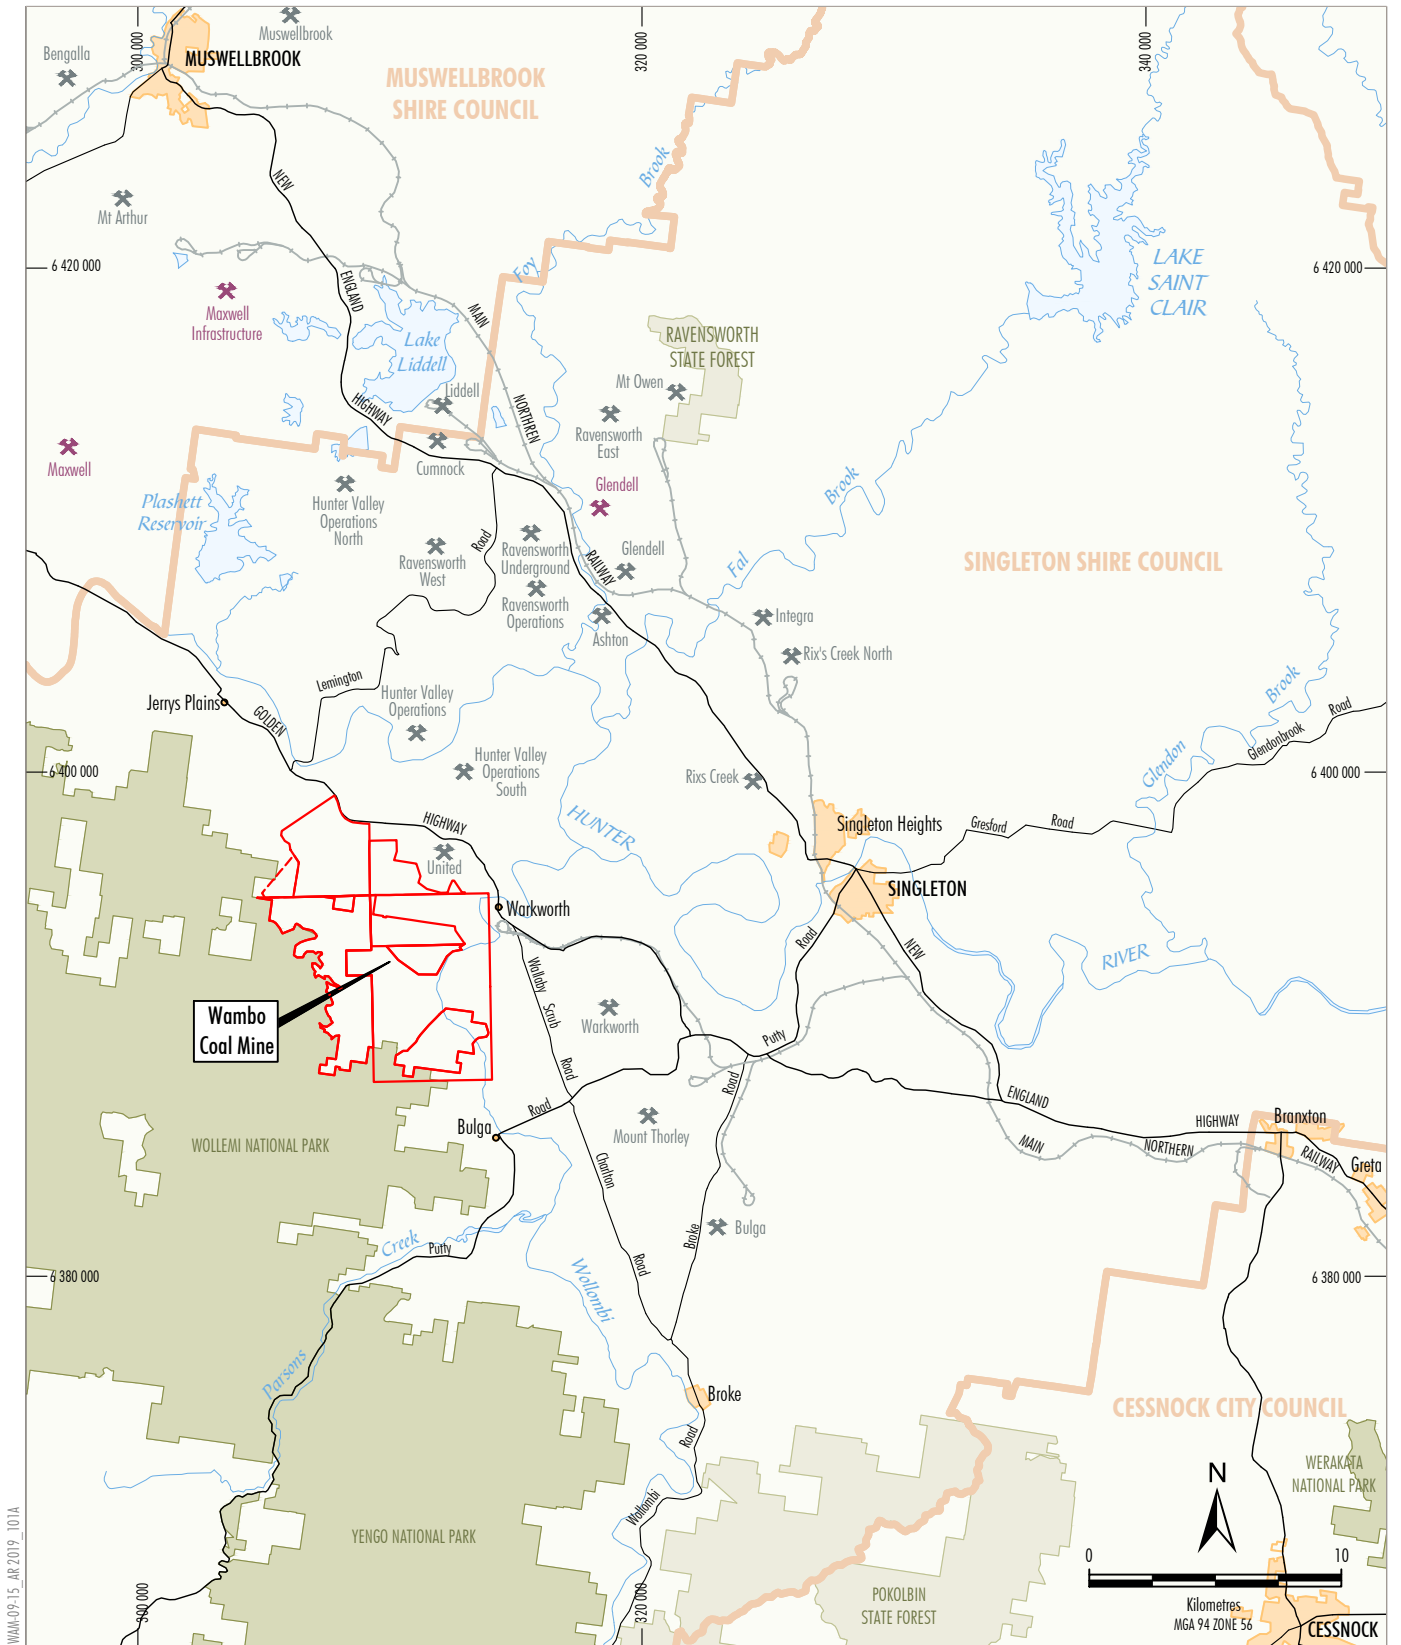 300 000
320 000
340 000
Muswellbrook
Bengalla
MUSWELLBROOK
MUSWELLBROOK
SHIRE COUNCIL
Brook
NEW
Mt Arthur
6 420 000
6 420 000
Foy
LAKE
SAINT
CLAIR
ENGLAND
MAIN
Maxwell
Infrastructure
Lake
Liddell
RAVENSWORTH
STATE FOREST
Mt Owen
Liddell
HIGHWAY
NORTHREN
Ravensworth
East
Maxwell
Cumnock
Glendell
Brook
Plashett
Reservoir
Hunter Valley
Operations
North
Road
Ravensworth
Underground
Glendell
Ravensworth
West
RAILWAY
Fal
SINGLETON SHIRE COUNCIL
Ravensworth
Operations
Ashton
Integra
Rix's Creek North
Lemington
Hunter Valley
Operations
Jerrys Plains
GOLDEN
Brook
Road
Glendonbrook
Glendon
Hunter Valley
Operations
South
6 400 000
6 400 000
Rixs Creek
HUNTER
HIGHWAY
Singleton Heights
Gresford
Road
United
SINGLETON
Warkworth
Road
NEW
RIVER
Wallaby
Scrub
Road
Wambo
Coal Mine
Warkworth
Putty
Road
ENGLAND
Road
Bulga
Mount Thorley
HIGHWAY
Branxton
MAIN
NORTHERN
RAILWAY
Greta
WOLLEMI NATIONAL PARK
Charlton
Road
Broke
Bulga
Creek
Putty
Wollombi
6 380 000
6 380 000
Parsons
Broke
CESSNOCK CITY COUNCIL
Road
Wollombi
WERAKATA
NATIONAL PARK
N
YENGO NATIONAL PARK
POKOLBIN
STATE FOREST
0
10
Kilometres
MGA 94 ZONE 56
CESSNOCK
300 000
320 000
WAM-09-15_AR 2019_101A